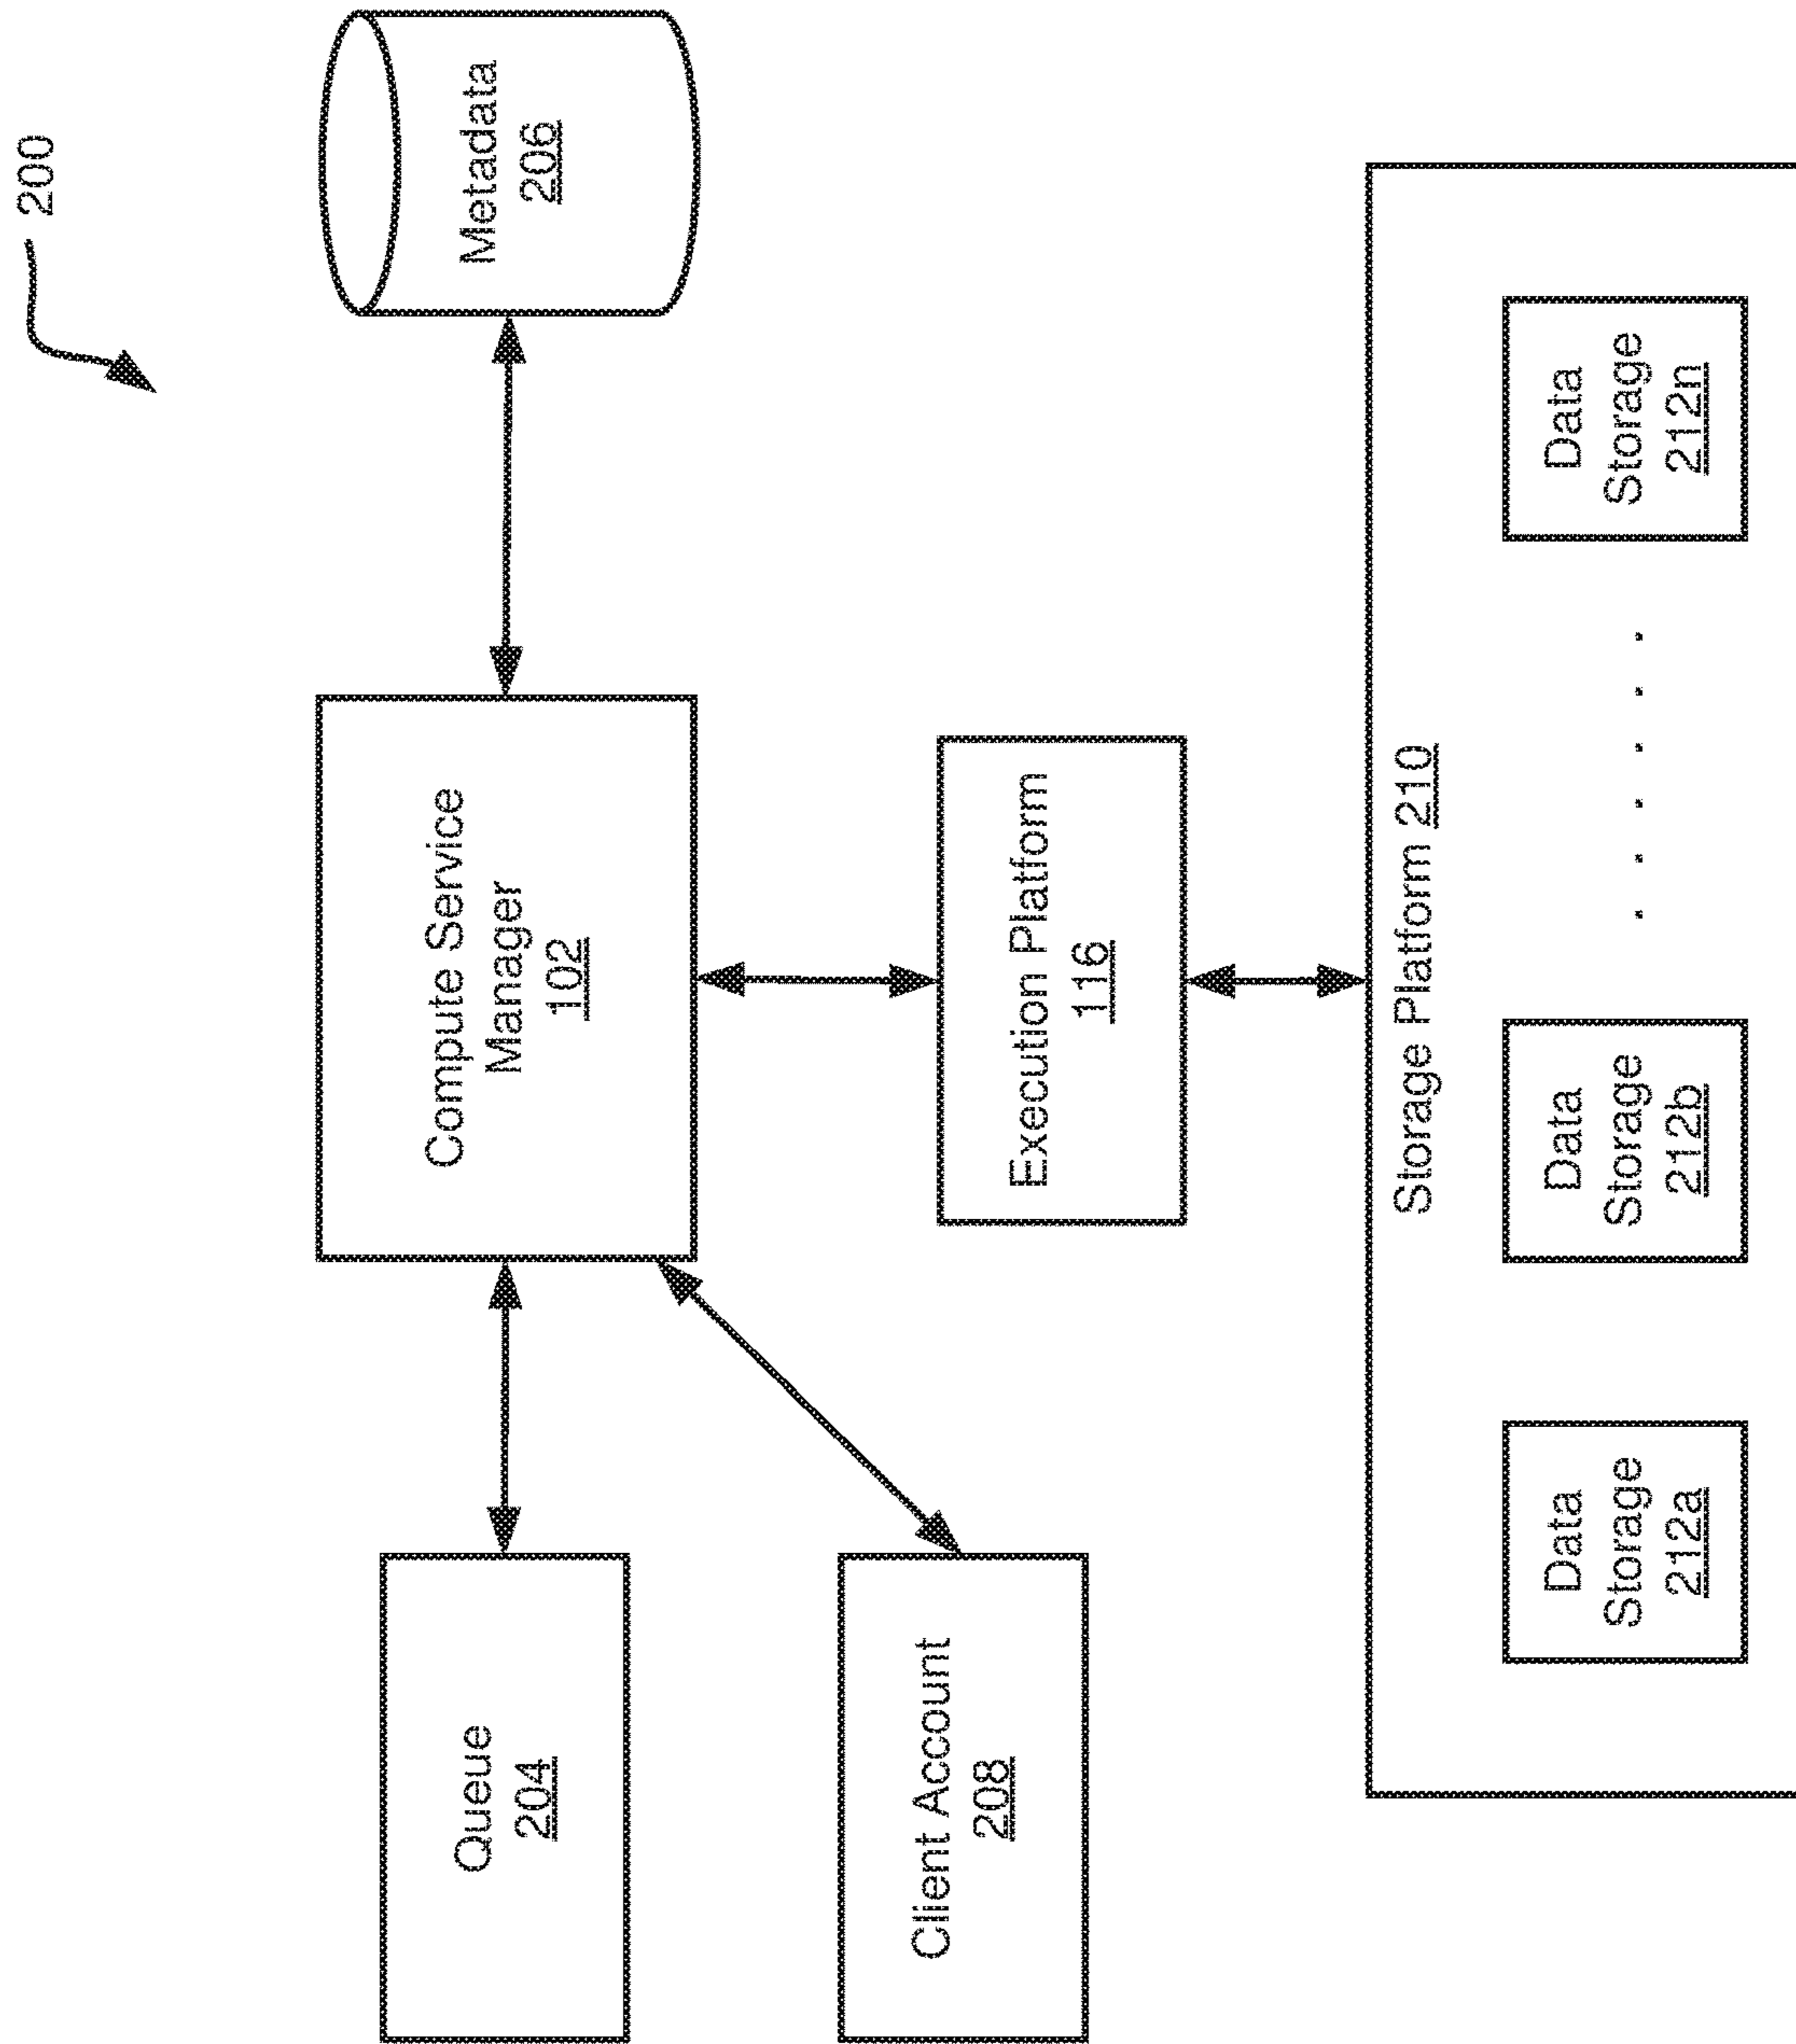 200
Queue
204
Compute Service
Manager
102
Metadata
206
Client Account
208
Execution Platform
116
Storage Platform 210
Data
Storage
212a
Data
Storage
212b
. . . . . .
Data
Storage
212n